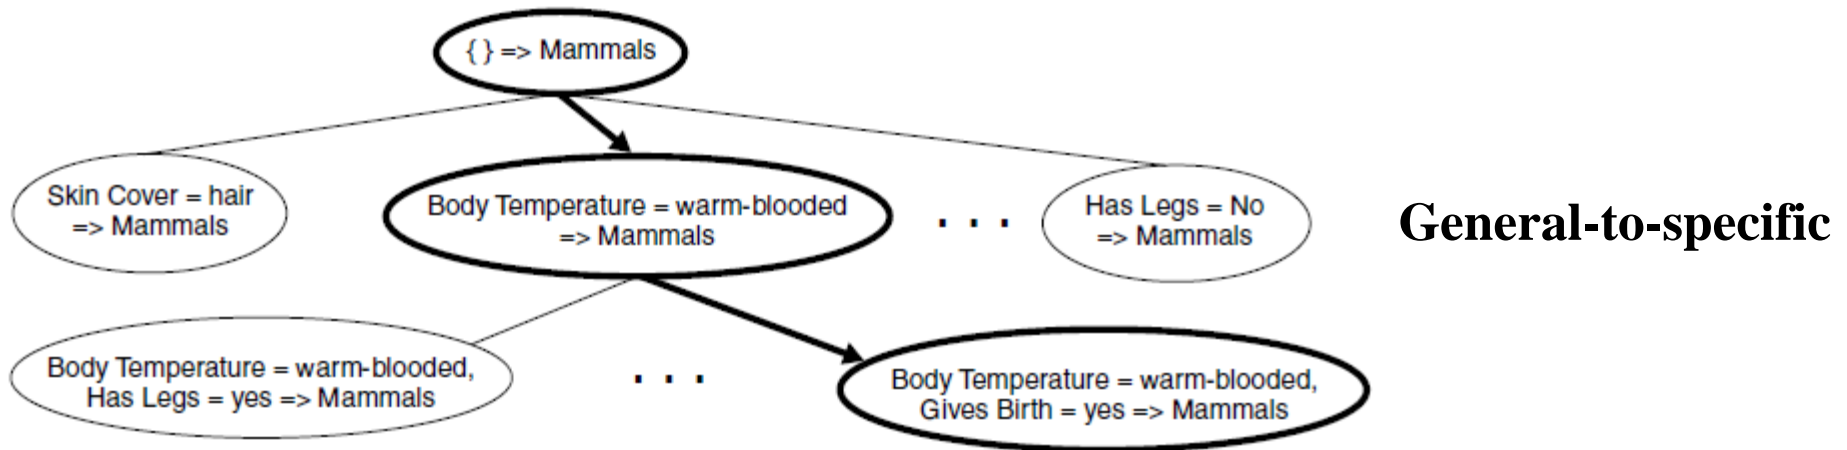 { } => Mammals
Skin Cover = hair
=> Mammals
Body Temperature = warm-blooded
=> Mammals
. . .
Has Legs = No
=> Mammals
General-to-specific
Body Temperature = warm-blooded,
Has Legs = yes => Mammals
. . .
Body Temperature = warm-blooded,
Gives Birth = yes => Mammals